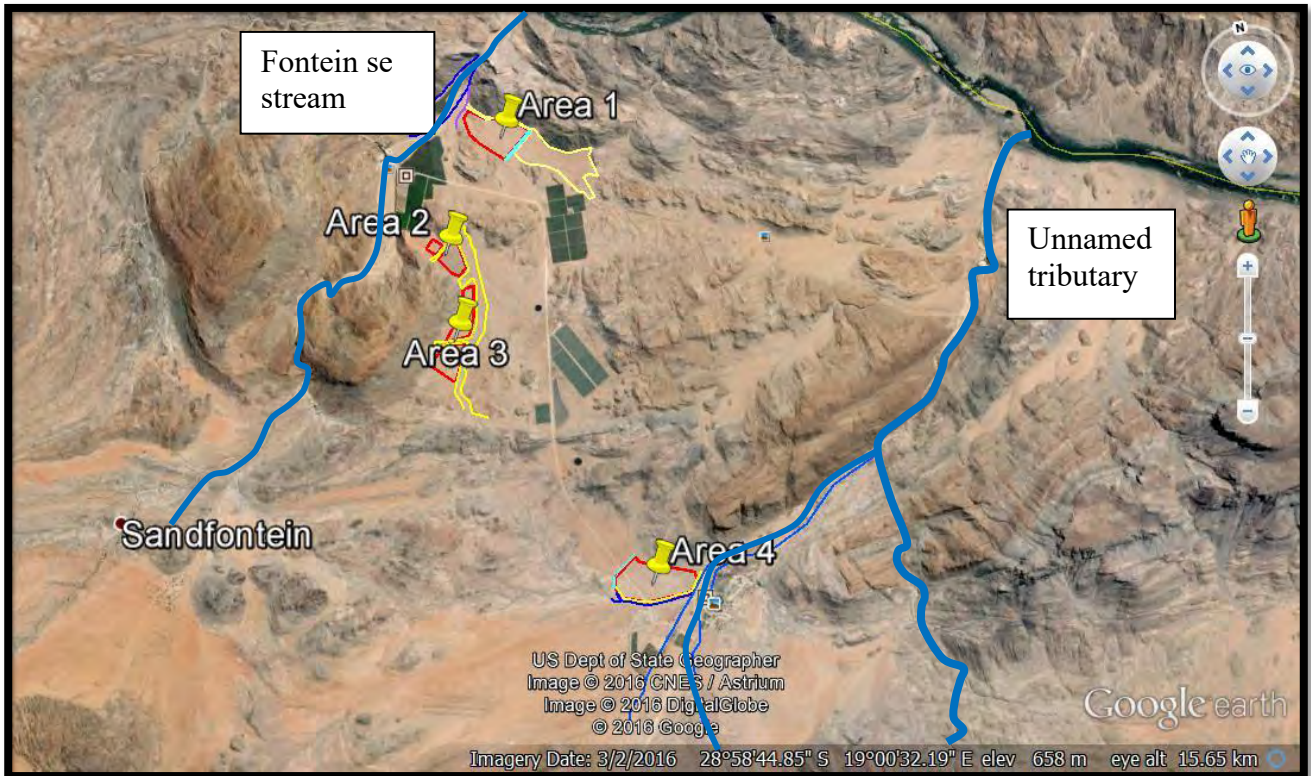 N
Fontein se
stream
Area 1
Area 2
Unnamed
tributary
Area 3
Sandfontein
Area 4
US Dept of State Geographer
Image © 2016 CNES / Astrium
Image © 2016 DigitalGlobe
© 2016 Google
Google earth
Imagery Date: 3/2/2016 28°58'44.85" S 19°00'32.19" E elev 658 m eye alt 15.65 km